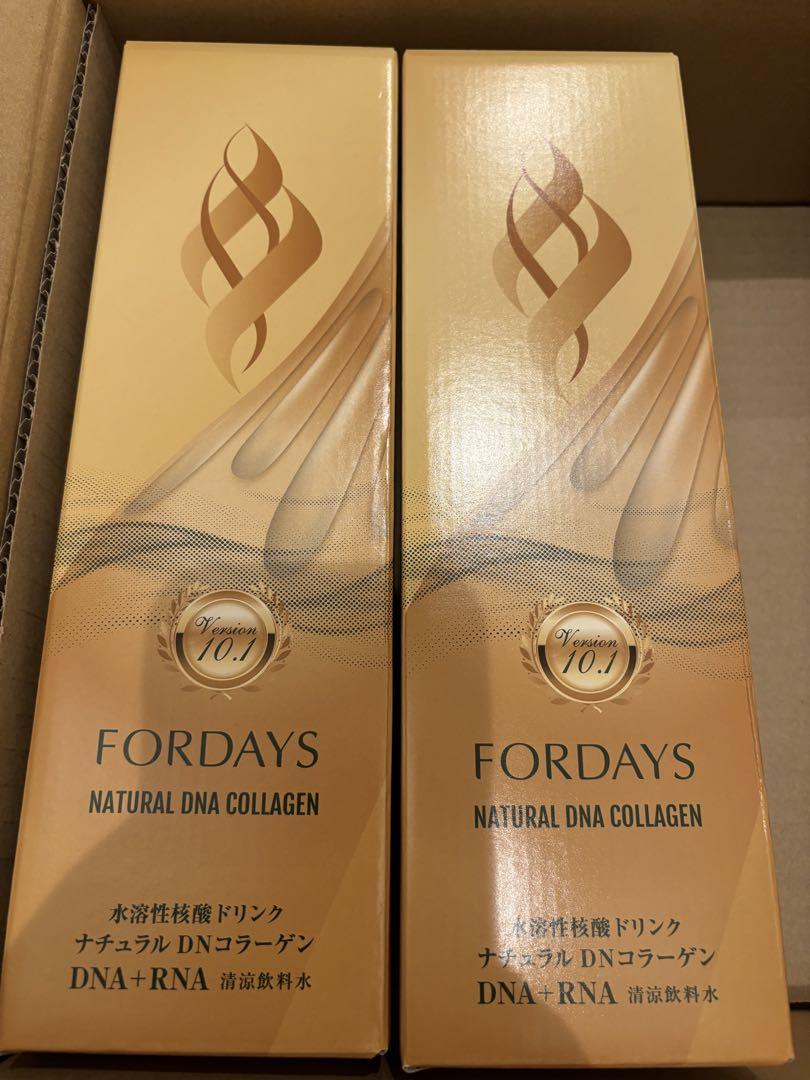 Version
10.1
FORDAYS
NATURAL DNA COLLAGEN
水溶性核酸ドリンク
ナチュラル DNコラーゲン
DNA+RNA 清涼飲料水
Version
10.1
FORDAYS
NATURAL DNA COLLAGEN
水溶性核酸ドリンク
ナチュラル DNコラーゲン
DNA+RNA 清涼飲料水